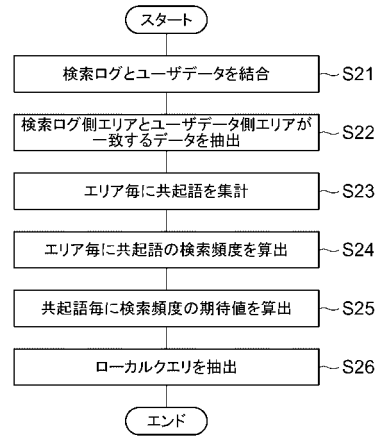 スタート
検索ログとユーザデータを結合
S21
検索ログ側エリアとユーザデータ側エリアが
一致するデータを抽出
S22
エリア毎に共起語を集計
S23
エリア毎に共起語の検索頻度を算出
S24
共起語毎に検索頻度の期待値を算出
S25
ローカルクエリを抽出
S26
エンド